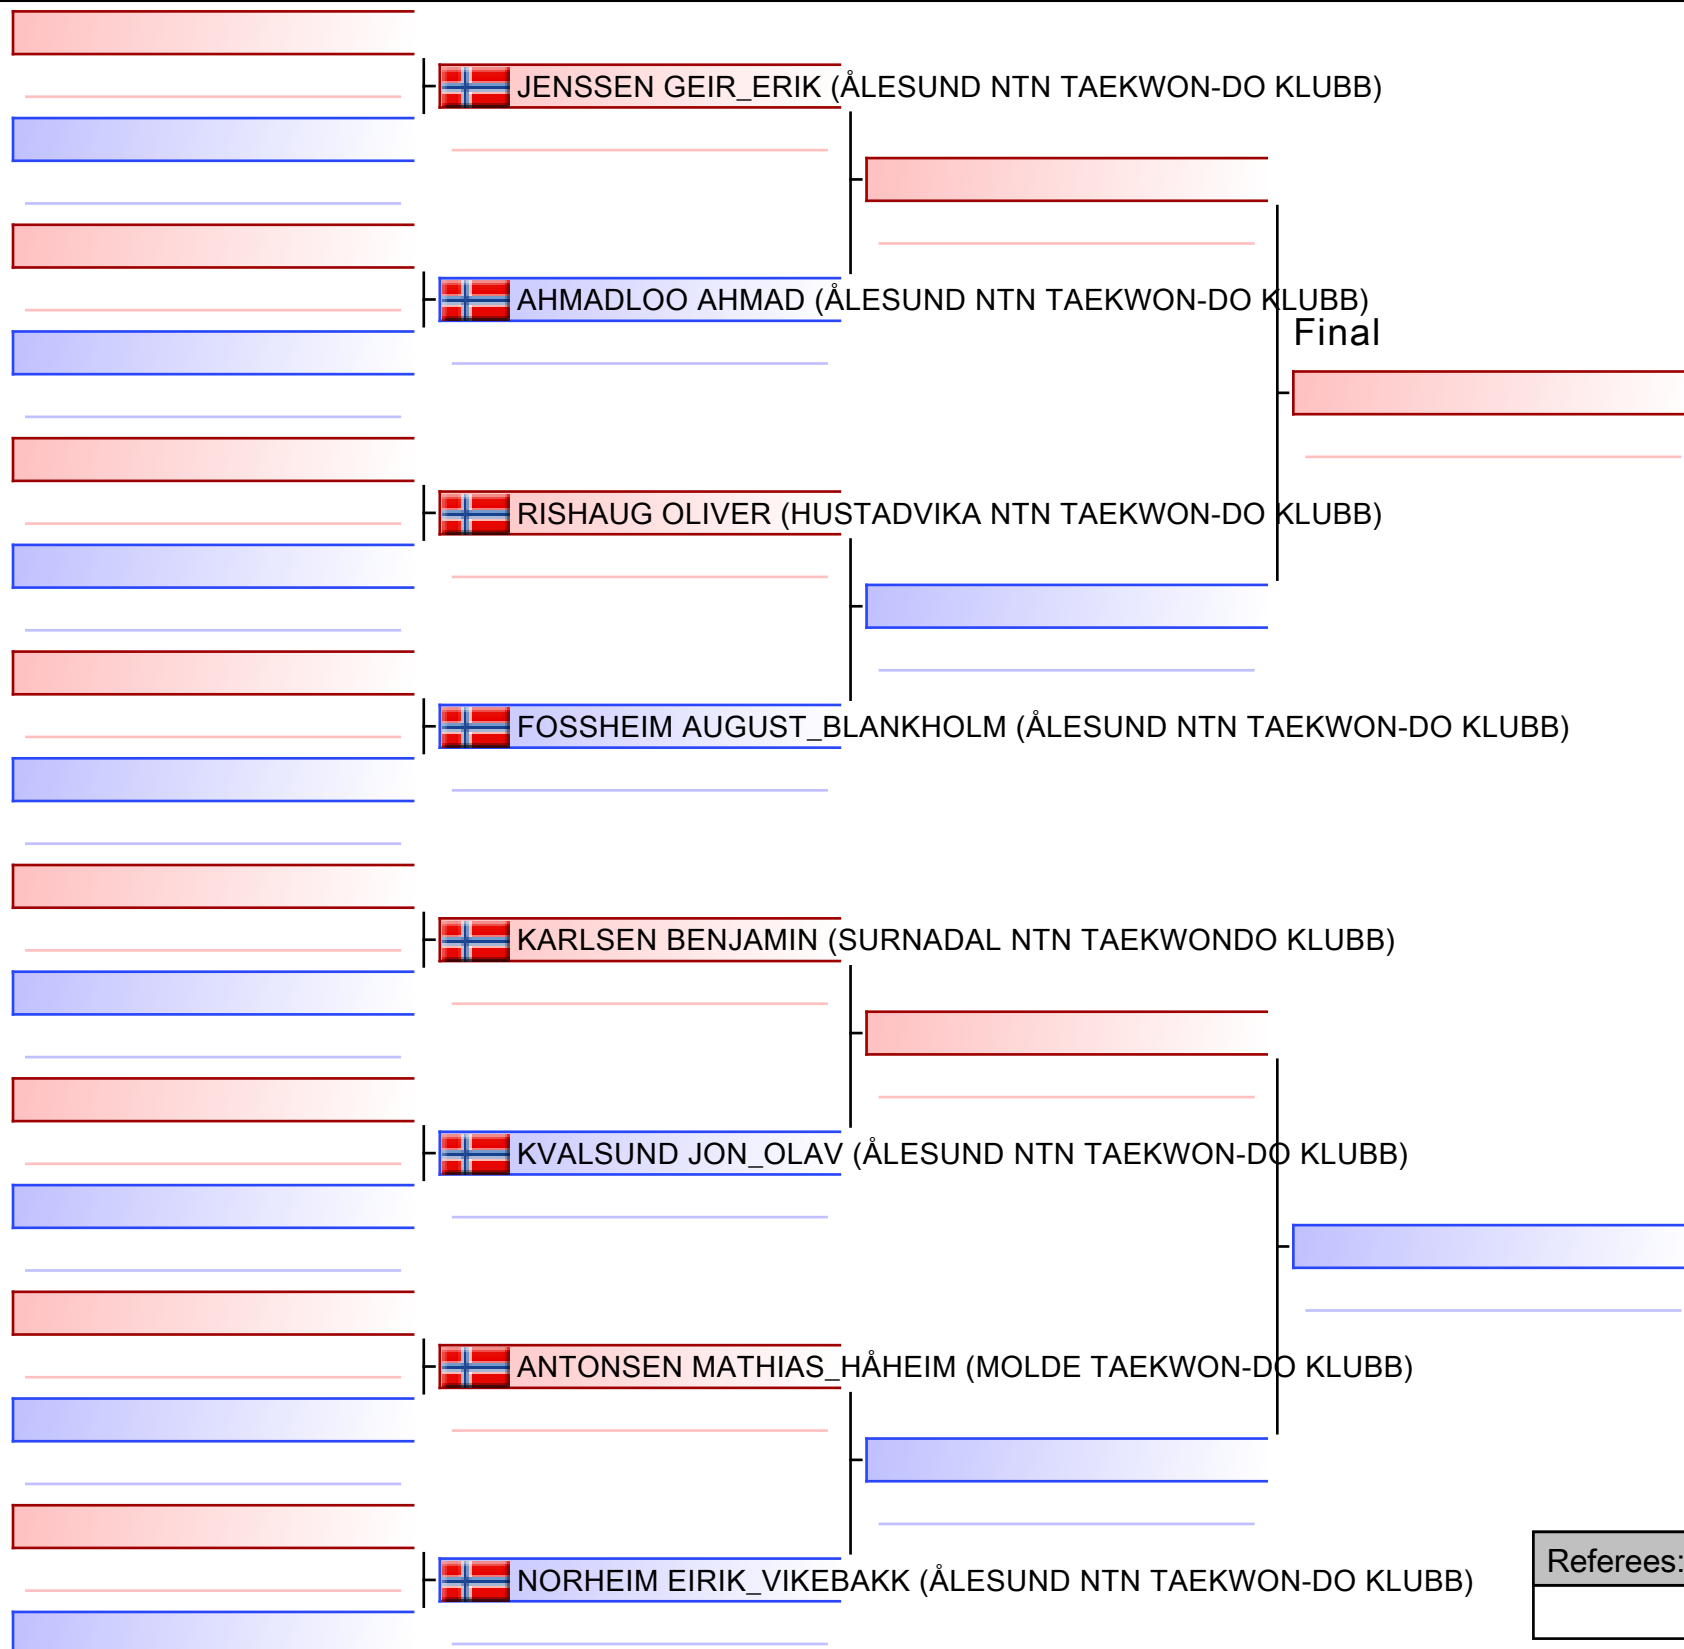 JENSSEN GEIR_ERIK (ÅLESUND NTN TAEKWON-DO KLUBB)
AHMADLOO AHMAD (ÅLESUND NTN TAEKWON-DO KLUBB)
Final
RISHAUG OLIVER (HUSTADVIKA NTN TAEKWON-DO KLUBB)
FOSSHEIM AUGUST_BLANKHOLM (ÅLESUND NTN TAEKWON-DO KLUBB)
KARLSEN BENJAMIN (SURNADAL NTN TAEKWONDO KLUBB)
KVALSUND JON_OLAV (ÅLESUND NTN TAEKWON-DO KLUBB)
ANTONSEN MATHIAS_HÅHEIM (MOLDE TAEKWON-DO KLUBB)
Referees:
NORHEIM EIRIK_VIKEBAKK (ÅLESUND NTN TAEKWON-DO KLUBB)